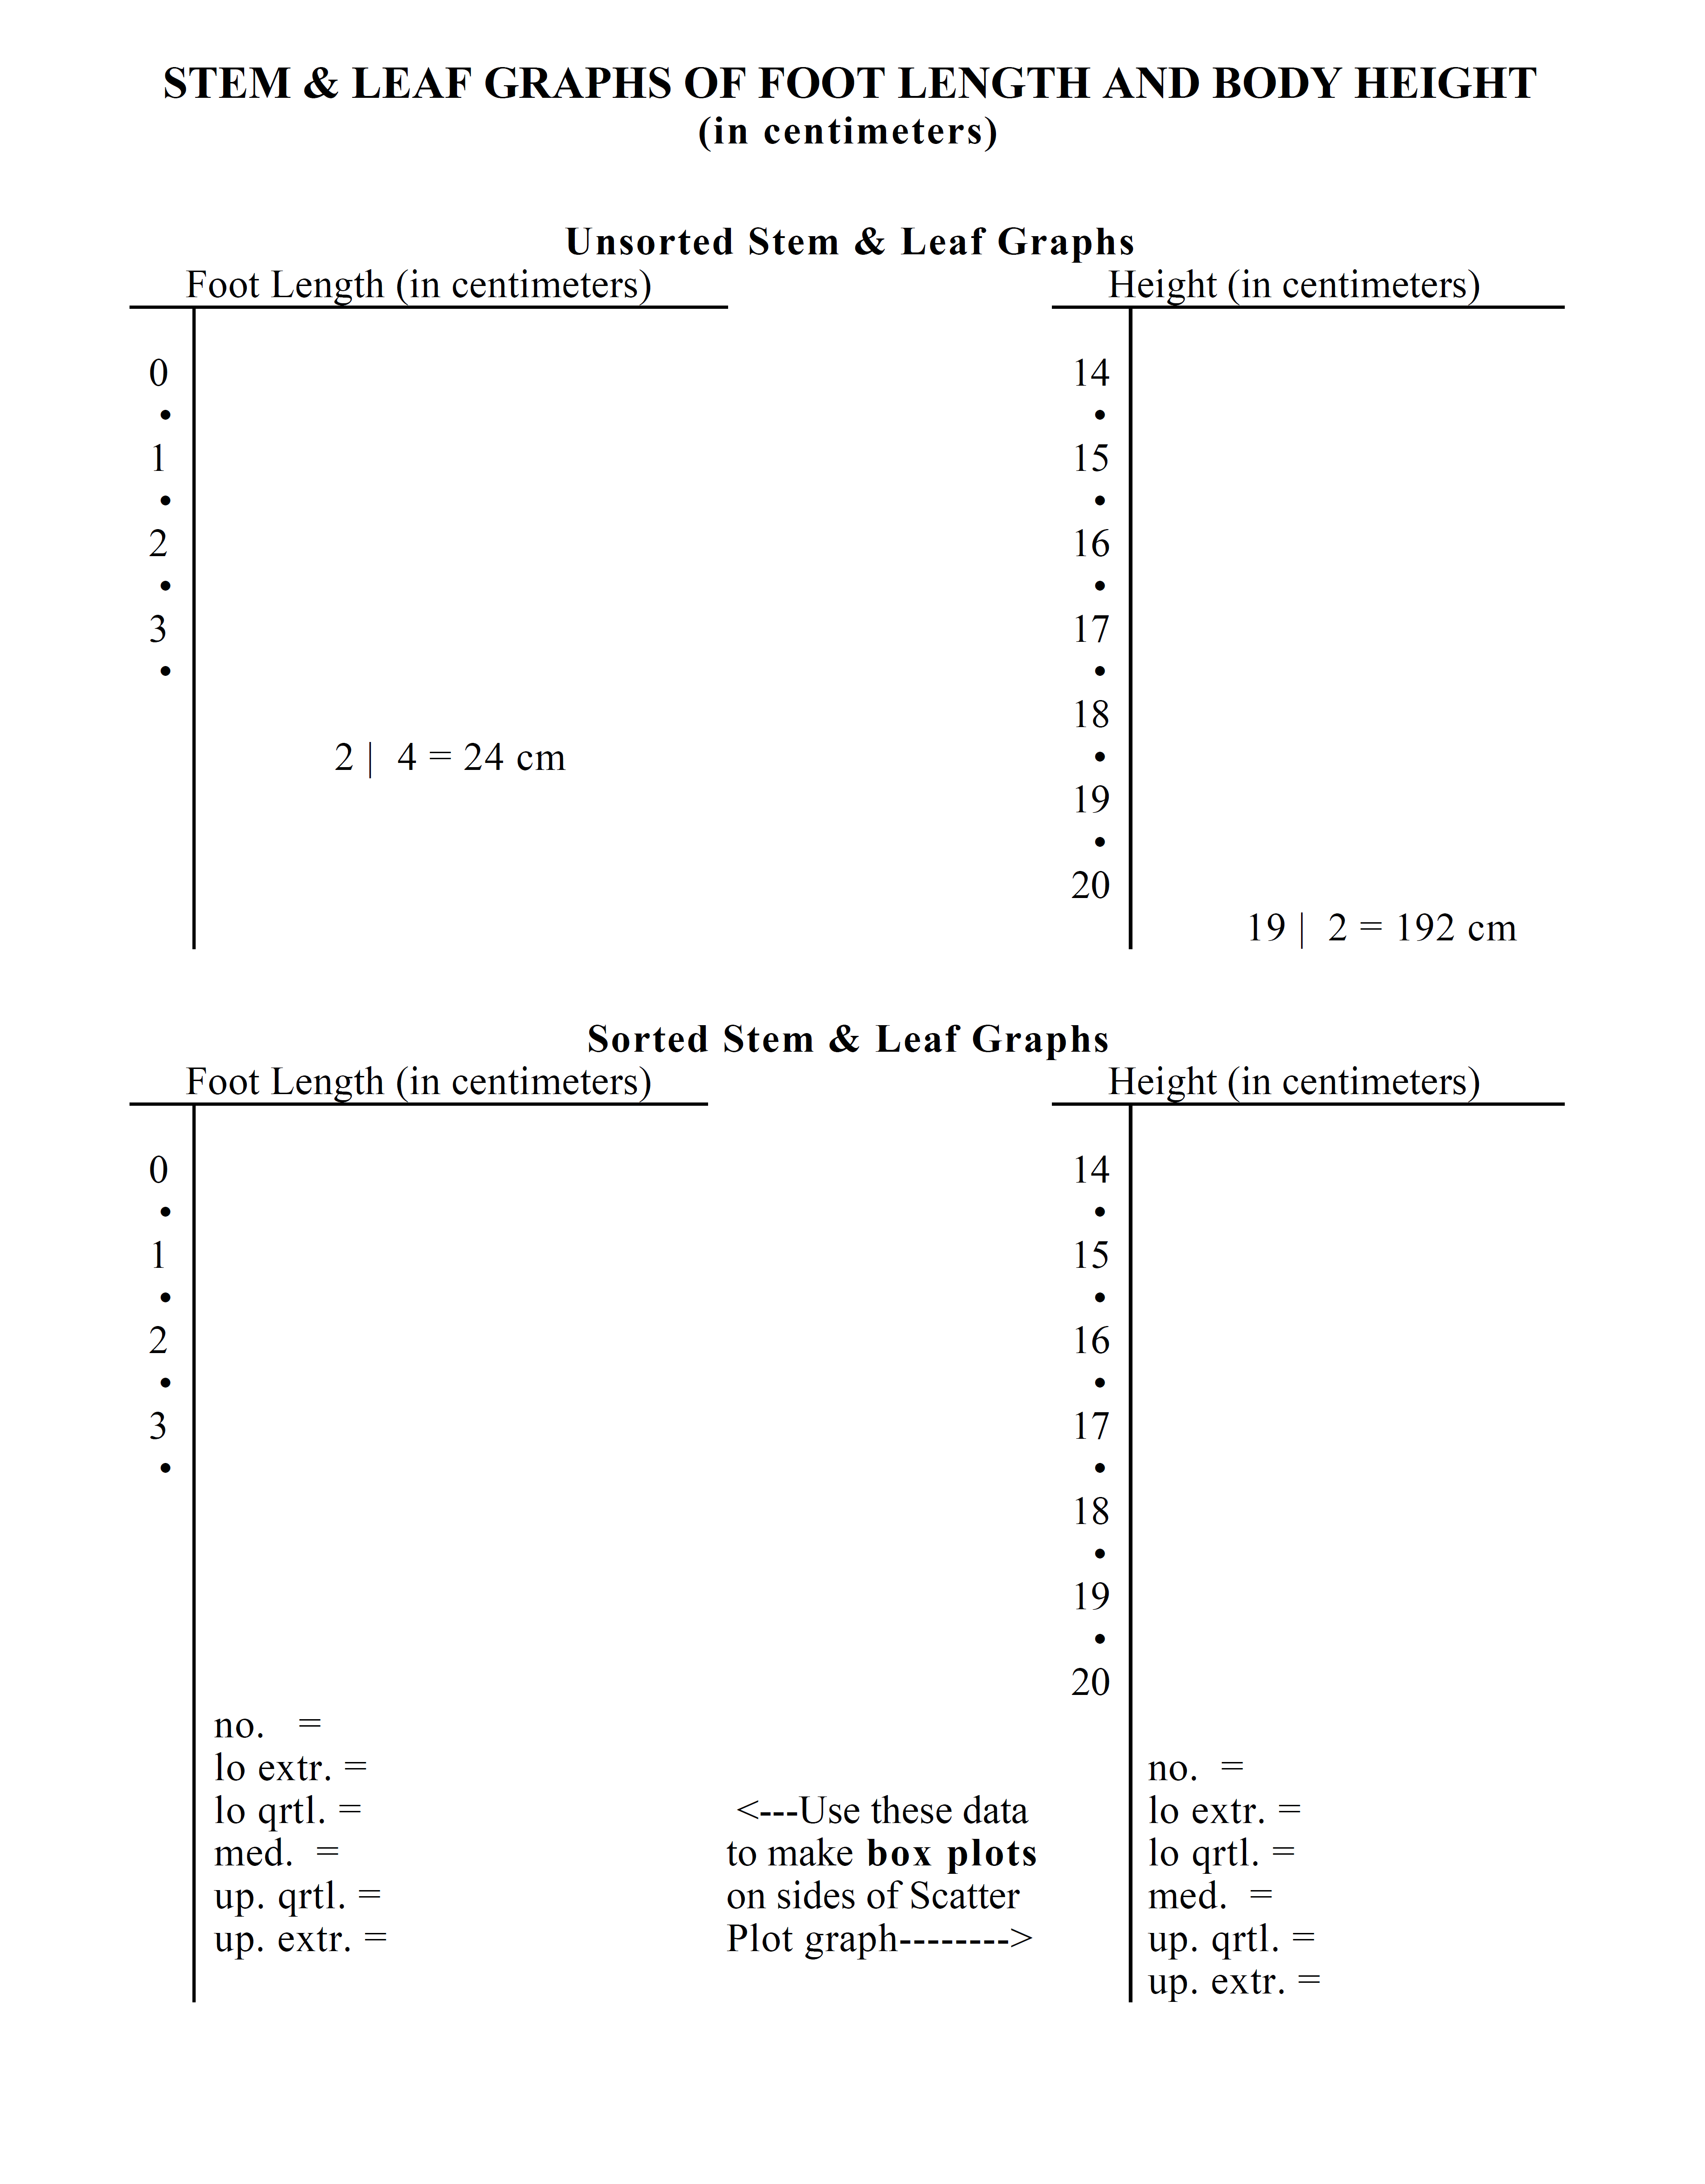 STEM & LEAF GRAPHS OF FOOT LENGTH AND BODY HEIGHT
(in centimeters)
Unsorted Stem & Leaf Graphs
Foot Length (in centimeters)
0
•
1
•
2
•
3
•
2 | 4 = 24 cm
Height (in centimeters)
14
•
15
•
16
•
17
•
18
•
19
•
20
19 | 2 = 192 cm
Sorted Stem & Leaf Graphs
Foot Length (in centimeters)
0
•
1
•
2
•
3
•
no. =
lo extr. =
lo qrtl. =
med. =
up. qrtl. =
up. extr. =
<---Use these data
to make box plots
on sides of Scatter
Plot graph-------->
Height (in centimeters)
14
•
15
•
16
•
17
•
18
•
19
•
20
no. =
lo extr. =
lo qrtl. =
med. =
up. qrtl. =
up. extr. =